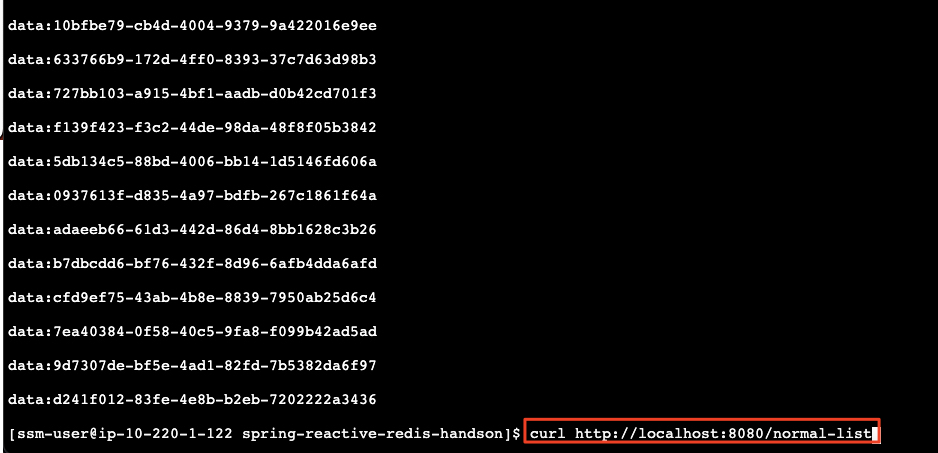 data:10bfbe79-cb4d-4004-9379-9a422016e9ee
data:633766b9-172d-4ff0-8393-37c7d63d98b3
data:727bb103-a915-4bf1-aadb-d0b42cd701f3
data:f139f423-f3c2-44de-98da-48f8f05b3842
data:5db134c5-88bd-4006-bb14-1d5146fd606a
data:0937613f-d835-4a97-bdfb-267c1861f64a
data:adaeeb66-61d3-442d-86d4-8bb1628c3b26
data:b7dbcdd6-bf76-432f-8d96-6afb4dda6afd
data:cfd9ef75-43ab-4b8e-8839-7950ab25d6c4
data:7ea40384-0f58-40c5-9fa8-f099b42ad5ad
data:9d7307de-bf5e-4ad1-82fd-7b5382da6f97
data:d241f012-83fe-4e8b-b2eb-7202222a3436
[ssm-user@ip-10-220-1-122 spring-reactive-redis-handson]$ curl http://localhost:8080/normal-list